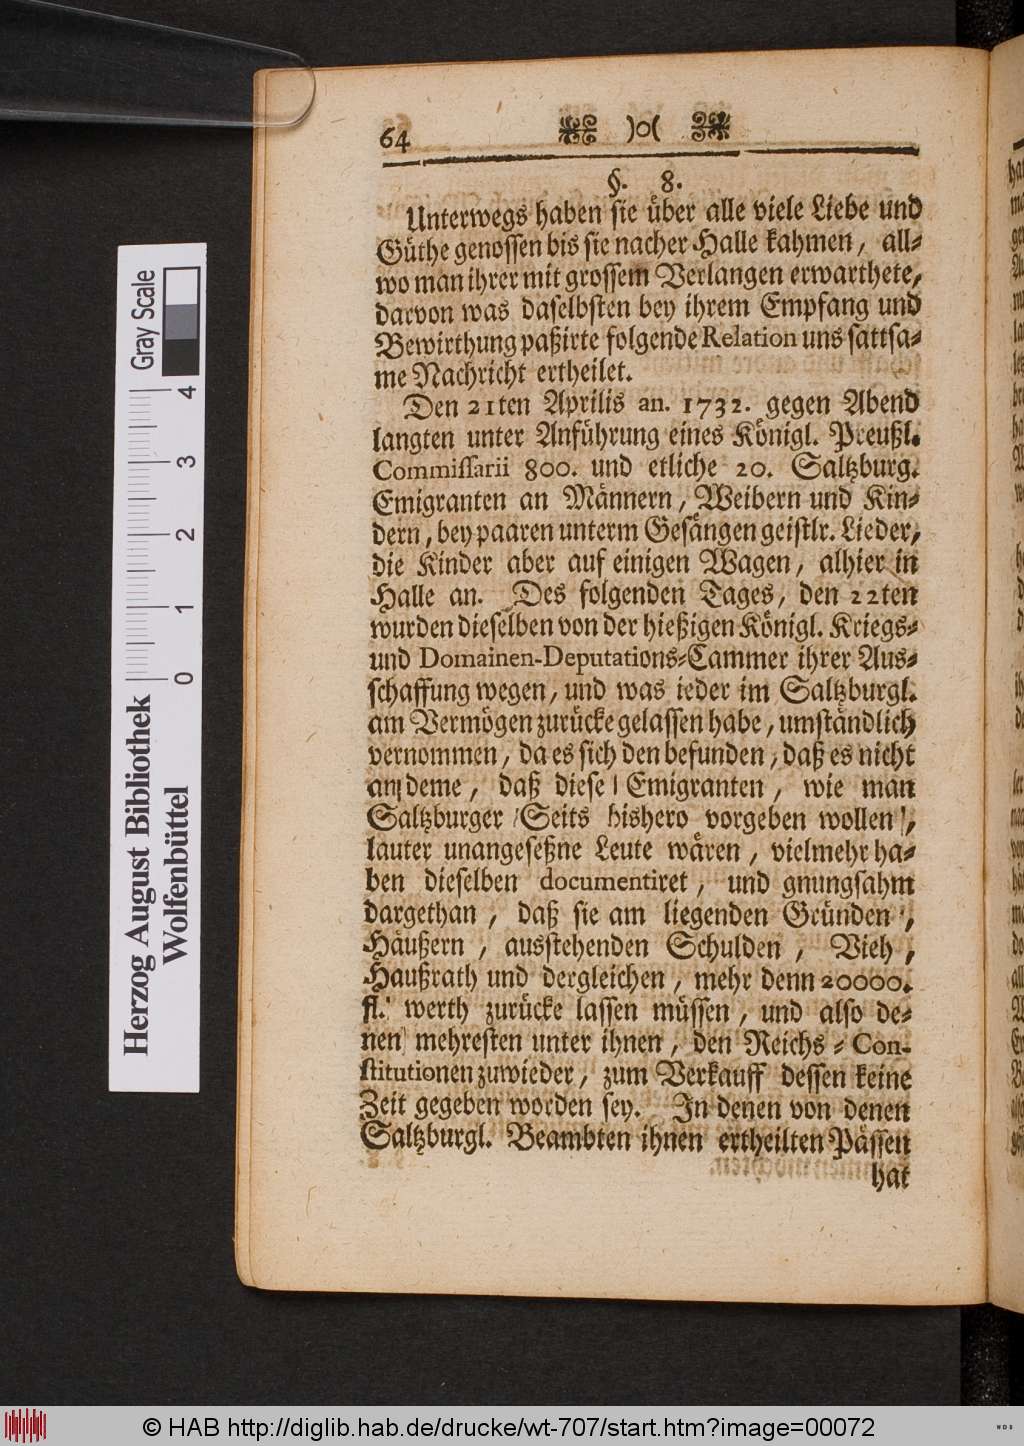 64 )o(
§. 8.
Unterwegs haben sie über alle viele Liebe und
Güthe genossen bis sie nacher Halle kahmen, all-
wo man ihrer mit grossem Verlangen erwarthete,
darvon was daselbsten bey ihrem Empfang und
Bewirthung paßirte folgende Relation uns sattsa-
me Nachricht ertheilet.
Den 21ten Aprilis an. 1732. gegen Abend
langten unter Anführung eines Königl. Preußl.
Commissarii 800. und etliche 20. Saltzburg.
Emigranten an Männern, Weibern und Kin-
dern, bey paaren unterm Gesängen geistlr. Lieder,
die Kinder aber auf einigen Wagen, alhier in
Halle an. Des folgenden Tages, den 22ten
wurden dieselben von der hießigen Königl. Kriegs-
und Domainen-Deputations-Cammer ihrer Aus-
schaffung wegen, und was ieder im Saltzburgl.
am Vermögen zurücke gelassen habe, umständlich
vernommen, da es sich den befunden, daß es nicht
an deme, daß diese Emigranten, wie man
Saltzburger Seits bishero vorgeben wollen,
lauter unangeseßne Leute wären, vielmehr ha-
ben dieselben documentiret, und gnungsahm
dargethan, daß sie am liegenden Gründen,
Häußern, ausstehenden Schulden, Vieh,
Haußrath und dergleichen, mehr denn 20000.
fl. werth zurücke lassen müssen, und also de-
nen mehresten unter ihnen, den Reichs-Con-
stitutionen zuwieder, zum Verkauff dessen keine
Zeit gegeben worden sey. In denen von denen
Saltzburgl. Beambten ihnen ertheilten Pässen
hat
Herzog August Bibliothek
Wolfenbüttel
0 1 2 3 4
Gray Scale
© HAB http://diglib.hab.de/drucke/wt-707/start.htm?image=00072